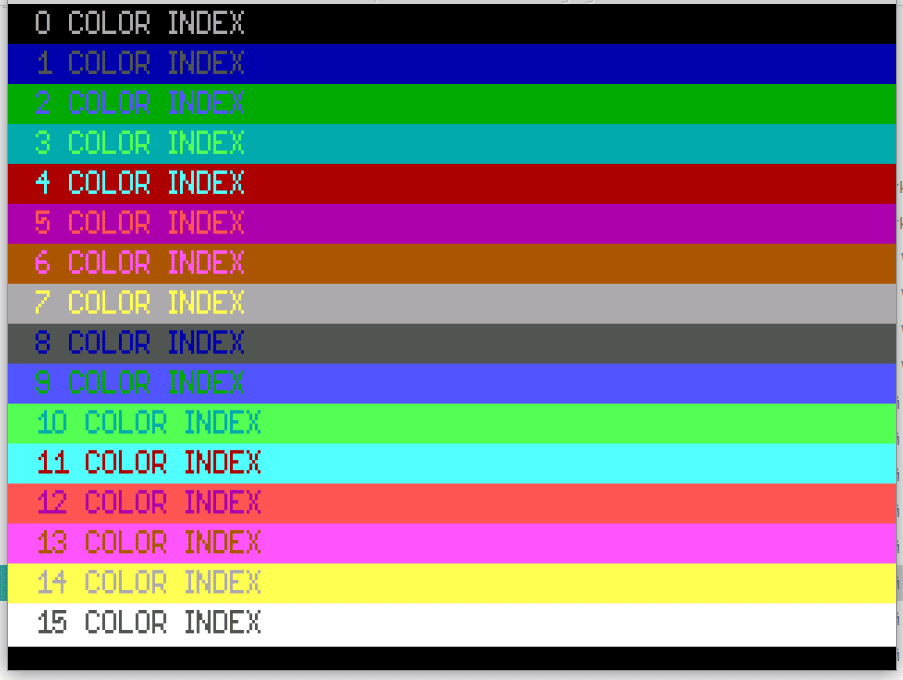 0 COLOR INDEX
1 COLOR INDEX
2 COLOR INDEX
3 COLOR INDEX
4 COLOR INDEX
5 COLOR INDEX
6 COLOR INDEX
7 COLOR INDEX
8 COLOR INDEX
9 COLOR INDEX
10 COLOR INDEX
11 COLOR INDEX
12 COLOR INDEX
13 COLOR INDEX
14 COLOR INDEX
15 COLOR INDEX